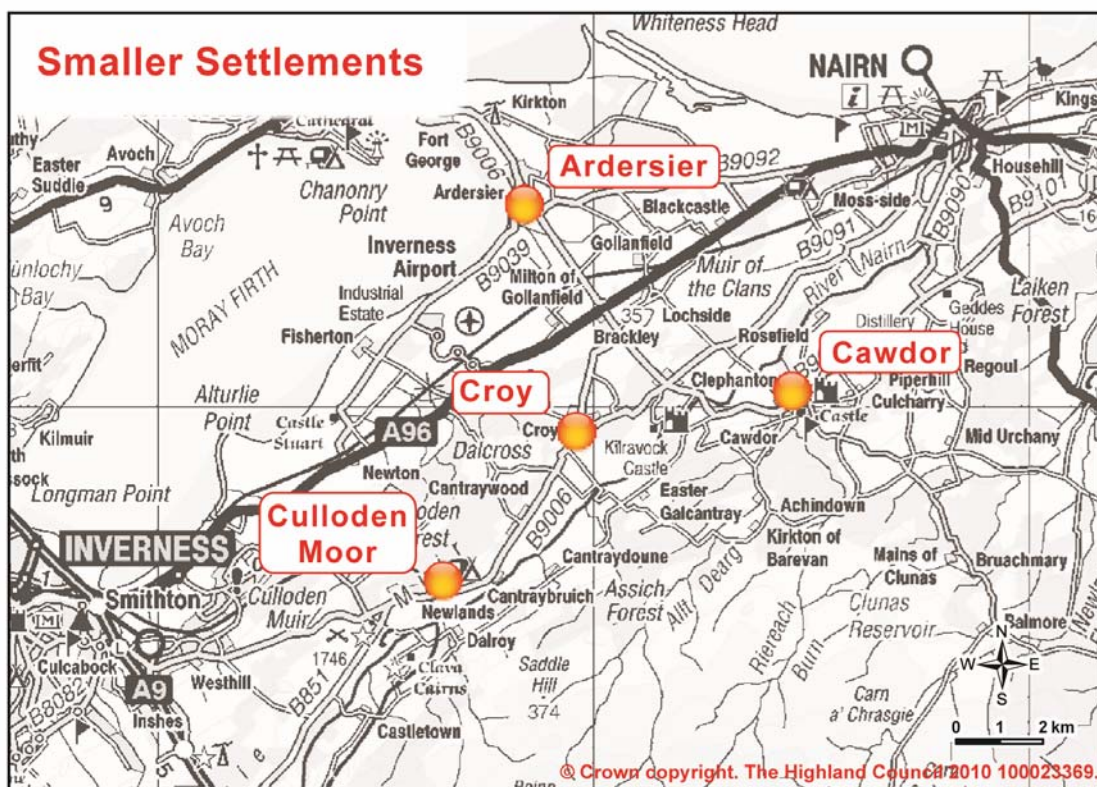 Smaller Settlements
Whiteness Head
NAIRN
Kirkton
Kings
Cathedral
Fort
George
B9006
B9092
Ardersier
Ardersier
Avoch
Easter
Suddie
9
Avoch
Bay
Chanonry
Point
Househill
Moss-side
B9090
B9101
Blackcastle
Inverness
Airport
B9039
Gollanfield
B9091
Nairn
River
Bay
MORAY FIRTH
Industrial
Estate
Milton of
Gollanfield
Muir of
the Clans
Geddes
House
Laiken
Forest
Fisherton
357
Lochside
Distillery
Brackley
Rosefield
Regoul
Cawdor
Alturlie
Point
Croy
Clephanton
Piperhill
Culcharry
Castle
Castle
Stuart
Croy
Cawdor
Mid Urchany
Kilmuir
A96
Dalcross
Kilravock
Castle
Longman Point
Newton
Cantraywood
Easter
Galcantray
Achindown
Culloden
Moor
B9006
INVERNESS
Cantraydoune
Kirkton of
Barevan
Mains of
Clunas
Bruachmary
Smithton
Culloden
Muir
Newlands
Cantraybruich
Assich
Forest
Allt Dearg
Clunas
Reservoir
Balmore
Dalroy
Riereach
Burn
Culcabock
1746
Clava
Cairns
Saddle
Hill
374
N
W E
S
A9
Westhill
B851
B8082
Inshes
Castletown
Carn
a' Chrasgie
0 1 2 km
© Crown copyright. The Highland Council 2010 100023369.